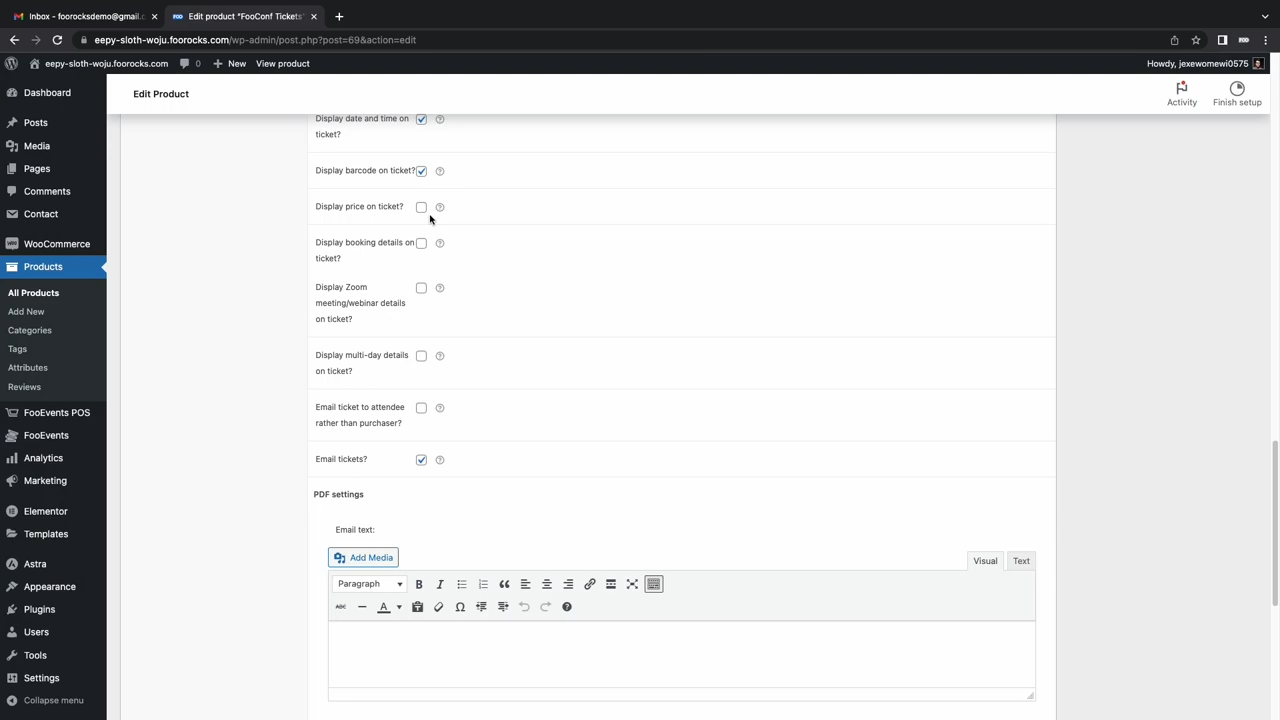 Inbox - foorocksdemo@gmail.c
Edit product "FooConf Tickets"
eepy-sloth-woju.foorocks.com/wp-admin/post.php?post=69&action=edit
eepy-sloth-woju.foorocks.com
0
New
View product
Howdy, jexewomewi0575
Dashboard
Posts
Media
Pages
Comments
Contact
WooCommerce
Products
All Products
Add New
Categories
Tags
Attributes
Reviews
FooEvents POS
FooEvents
Analytics
Marketing
Elementor
Templates
Astra
Appearance
Plugins
Users
Tools
Settings
Collapse menu
Edit Product
Activity
Finish setup
Display date and time on
ticket?
Display barcode on ticket?
Display price on ticket?
Display booking details on
ticket?
Display Zoom
meeting/webinar details
on ticket?
Display multi-day details
on ticket?
Email ticket to attendee
rather than purchaser?
Email tickets?
PDF settings
Email text:
Add Media
Visual
Text
Paragraph